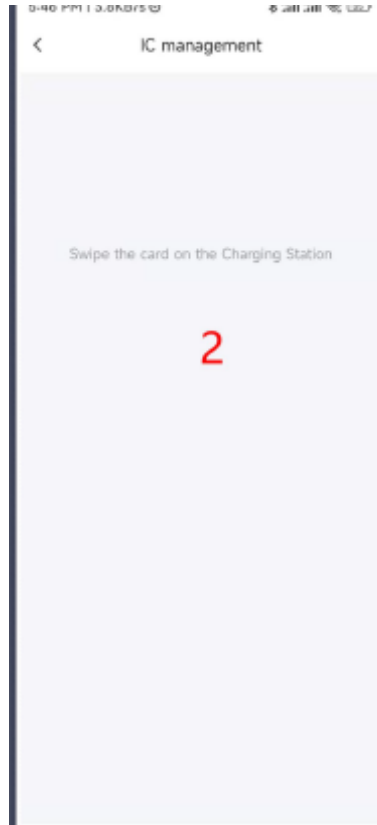 IC management
Swipe the card on the Charging Station
2